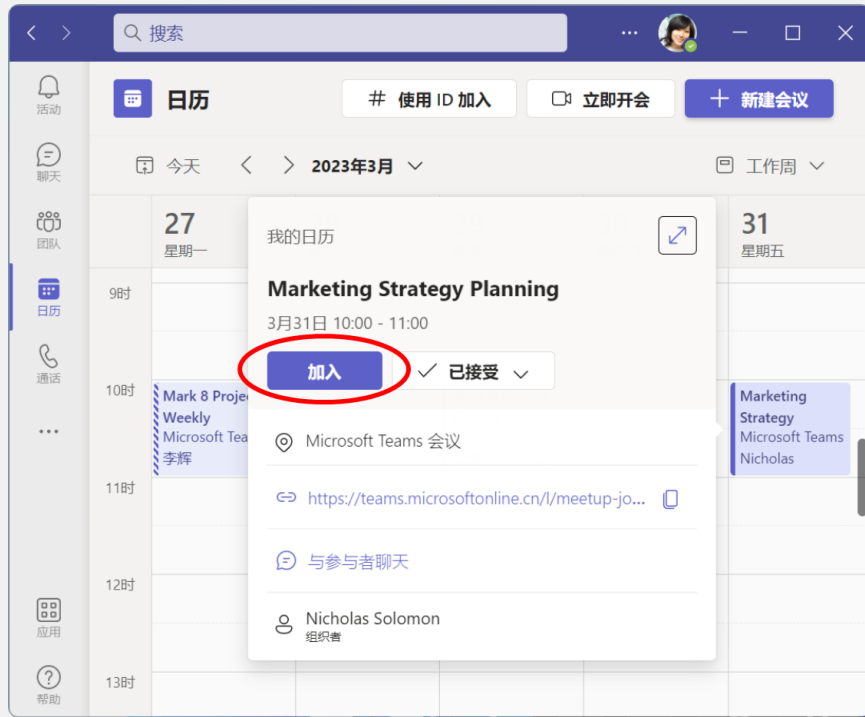 搜索
活动
聊天
团队
日历
通话
应用
帮助
日历
# 使用 ID 加入
立即开会
新建会议
今天
2023年3月
工作周
27
星期一
31
星期五
9时
10时
11时
12时
13时
Mark 8 Proje
Weekly
Microsoft Tea
李辉
我的日历
Marketing Strategy Planning
3月31日 10:00 - 11:00
加入
已接受
Microsoft Teams 会议
https://teams.microsoftonline.cn/l/meetup-jo...
与参与者聊天
Nicholas Solomon
组织者
Marketing
Strategy
Microsoft Teams
Nicholas